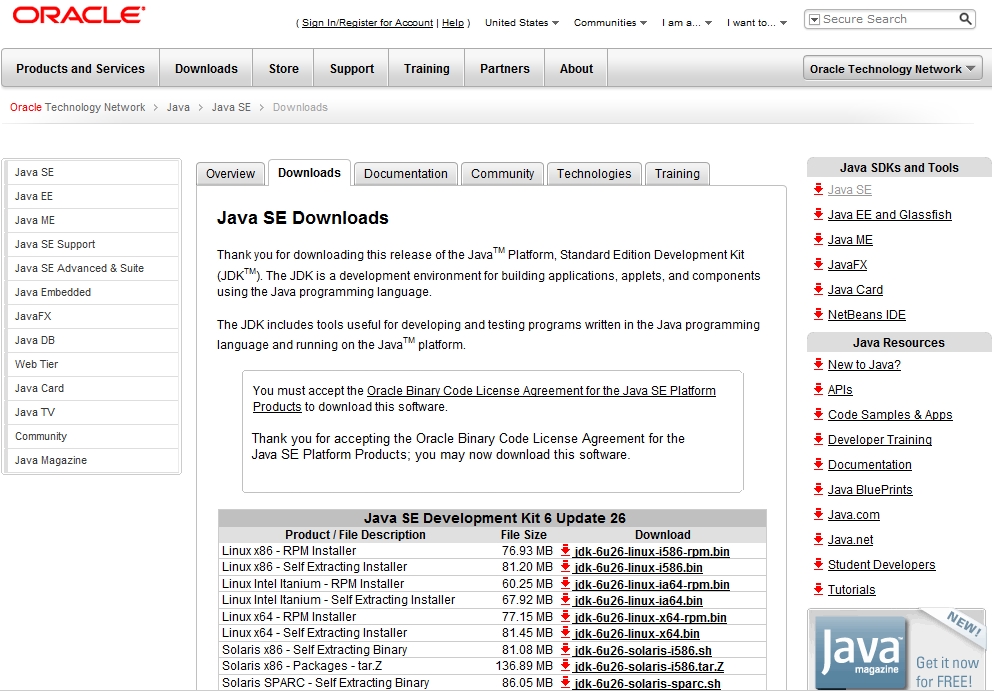 ORACLE
( Sign In/Register for Account | Help ) United States Communities I am a... I want to... Secure Search
Products and Services Downloads Store Support Training Partners About Oracle Technology Network
Oracle Technology Network > Java > Java SE > Downloads
Java SE
Java EE
Java ME
Java SE Support
Java SE Advanced & Suite
Java Embedded
JavaFX
Java DB
Web Tier
Java Card
Java TV
Community
Java Magazine
Overview Downloads Documentation Community Technologies Training
Java SE Downloads
Thank you for downloading this release of the Java™ Platform, Standard Edition Development Kit
(JDK™). The JDK is a development environment for building applications, applets, and components
using the Java programming language.
The JDK includes tools useful for developing and testing programs written in the Java programming
language and running on the Java™ platform.
You must accept the Oracle Binary Code License Agreement for the Java SE Platform
Products to download this software.
Thank you for accepting the Oracle Binary Code License Agreement for the
Java SE Platform Products; you may now download this software.
Java SE Development Kit 6 Update 26
Product / File Description File Size Download
Linux x86 - RPM Installer 76.93 MB jdk-6u26-linux-i586-rpm.bin
Linux x86 - Self Extracting Installer 81.20 MB jdk-6u26-linux-i586.bin
Linux Intel Itanium - RPM Installer 60.25 MB jdk-6u26-linux-ia64-rpm.bin
Linux Intel Itanium - Self Extracting Installer 67.92 MB jdk-6u26-linux-ia64.bin
Linux x64 - RPM Installer 77.15 MB jdk-6u26-linux-x64-rpm.bin
Linux x64 - Self Extracting Installer 81.45 MB jdk-6u26-linux-x64.bin
Solaris x86 - Self Extracting Binary 81.08 MB jdk-6u26-solaris-i586.sh
Solaris x86 - Packages - tar.Z 136.89 MB jdk-6u26-solaris-i586.tar.Z
Solaris SPARC - Self Extracting Binary 86.05 MB jdk-6u26-solaris-sparc.sh
Java SDKs and Tools
Java SE
Java EE and Glassfish
Java ME
JavaFX
Java Card
NetBeans IDE
Java Resources
New to Java?
APIs
Code Samples & Apps
Developer Training
Documentation
Java BluePrints
Java.com
Java.net
Student Developers
Tutorials
NEW!
Java™
magazine
Get it now
for FREE!